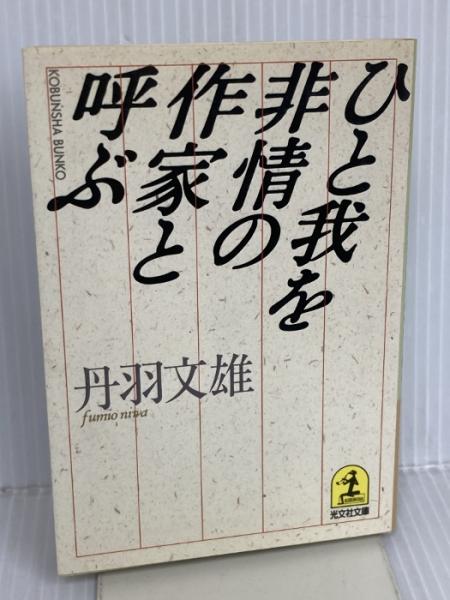 ひと我を
非情の
作家と
呼ぶ
KOBUNSHA BUNKO
丹羽文雄
fumio niwa
光文社文庫